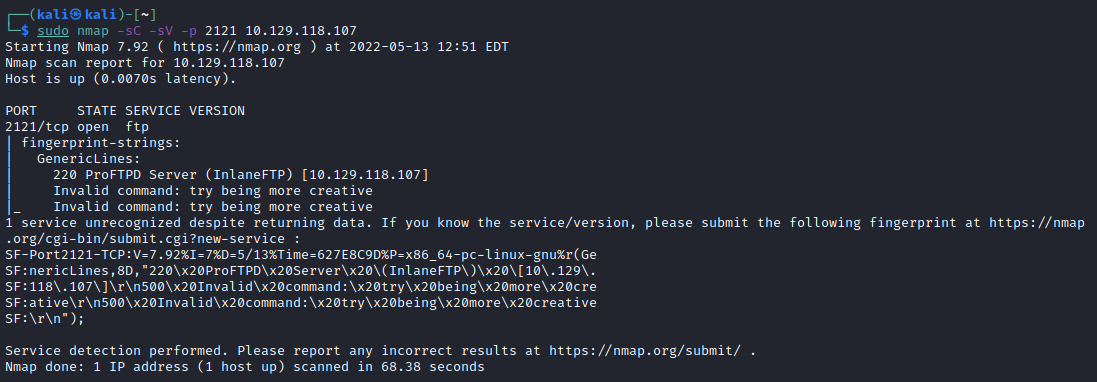 ┌──(kali㉿kali)-[~]
└─$ sudo nmap -sC -sV -p 2121 10.129.118.107
Starting Nmap 7.92 ( https://nmap.org ) at 2022-05-13 12:51 EDT
Nmap scan report for 10.129.118.107
Host is up (0.0070s latency).

PORT     STATE SERVICE VERSION
2121/tcp open  ftp
| fingerprint-strings:
|   GenericLines:
|     220 ProFTPD Server (InlaneFTP) [10.129.118.107]
|     Invalid command: try being more creative
|_    Invalid command: try being more creative
1 service unrecognized despite returning data. If you know the service/version, please submit the following fingerprint at https://nmap
.org/cgi-bin/submit.cgi?new-service :
SF-Port2121-TCP:V=7.92%I=7%D=5/13%Time=627E8C9D%P=x86_64-pc-linux-gnu%r(Ge
SF:nericLines,8D,"220\x20ProFTPD\x20Server\x20\(InlaneFTP\)\x20\[10\.129\.
SF:118\.107\]\r\n500\x20Invalid\x20command:\x20try\x20being\x20more\x20cre
SF:ative\r\n500\x20Invalid\x20command:\x20try\x20being\x20more\x20creative
SF:\r\n");

Service detection performed. Please report any incorrect results at https://nmap.org/submit/ .
Nmap done: 1 IP address (1 host up) scanned in 68.38 seconds